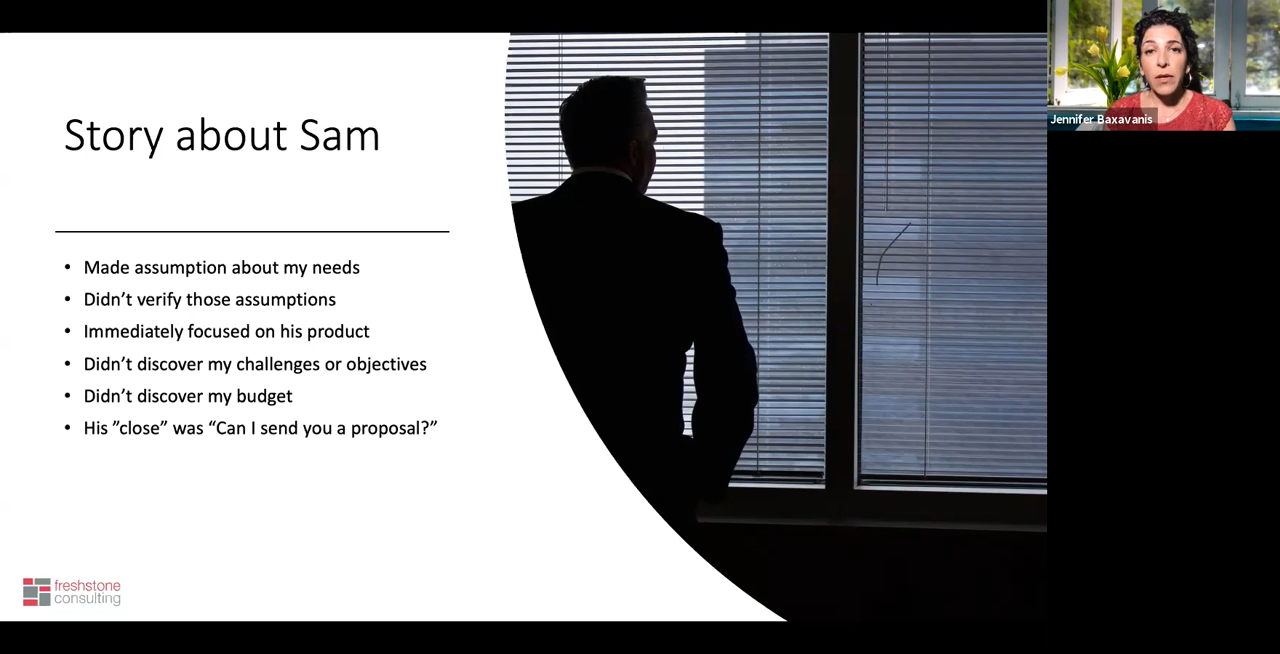 Story about Sam
• Made assumption about my needs
• Didn’t verify those assumptions
• Immediately focused on his product
• Didn’t discover my challenges or objectives
• Didn’t discover my budget
• His ”close” was “Can I send you a proposal?”
freshstone
consulting
Jennifer Baxavanis